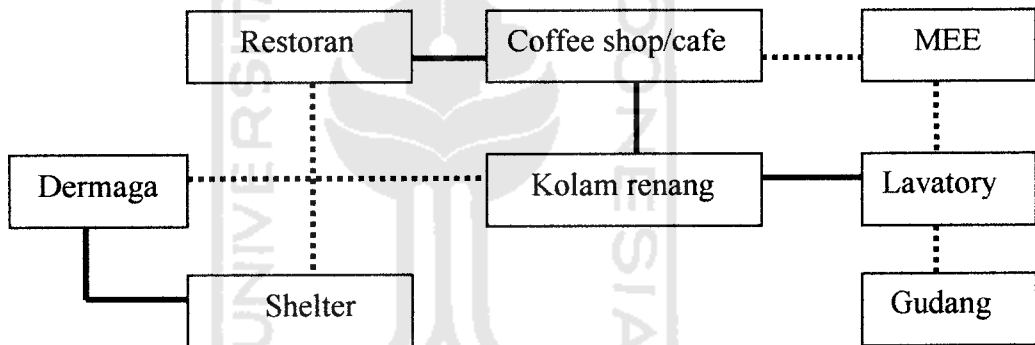 Restoran
Coffee shop/cafe
MEE
Dermaga
Kolam renang
Lavatory
Shelter
Gudang